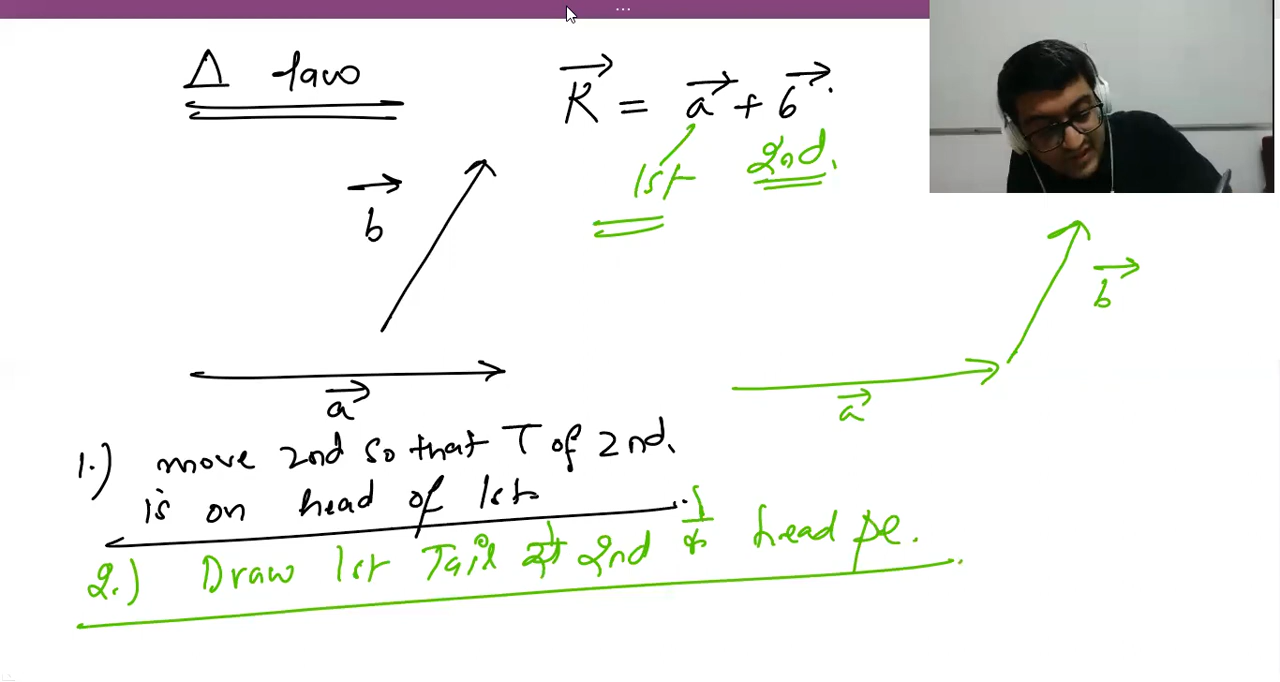 Δ law
R = a + b.
1st 2nd.
b
b
a
a
1.) move 2nd so that T of 2nd.
is on head of 1st.
2.) Draw 1st Tail से 2nd के head pe.